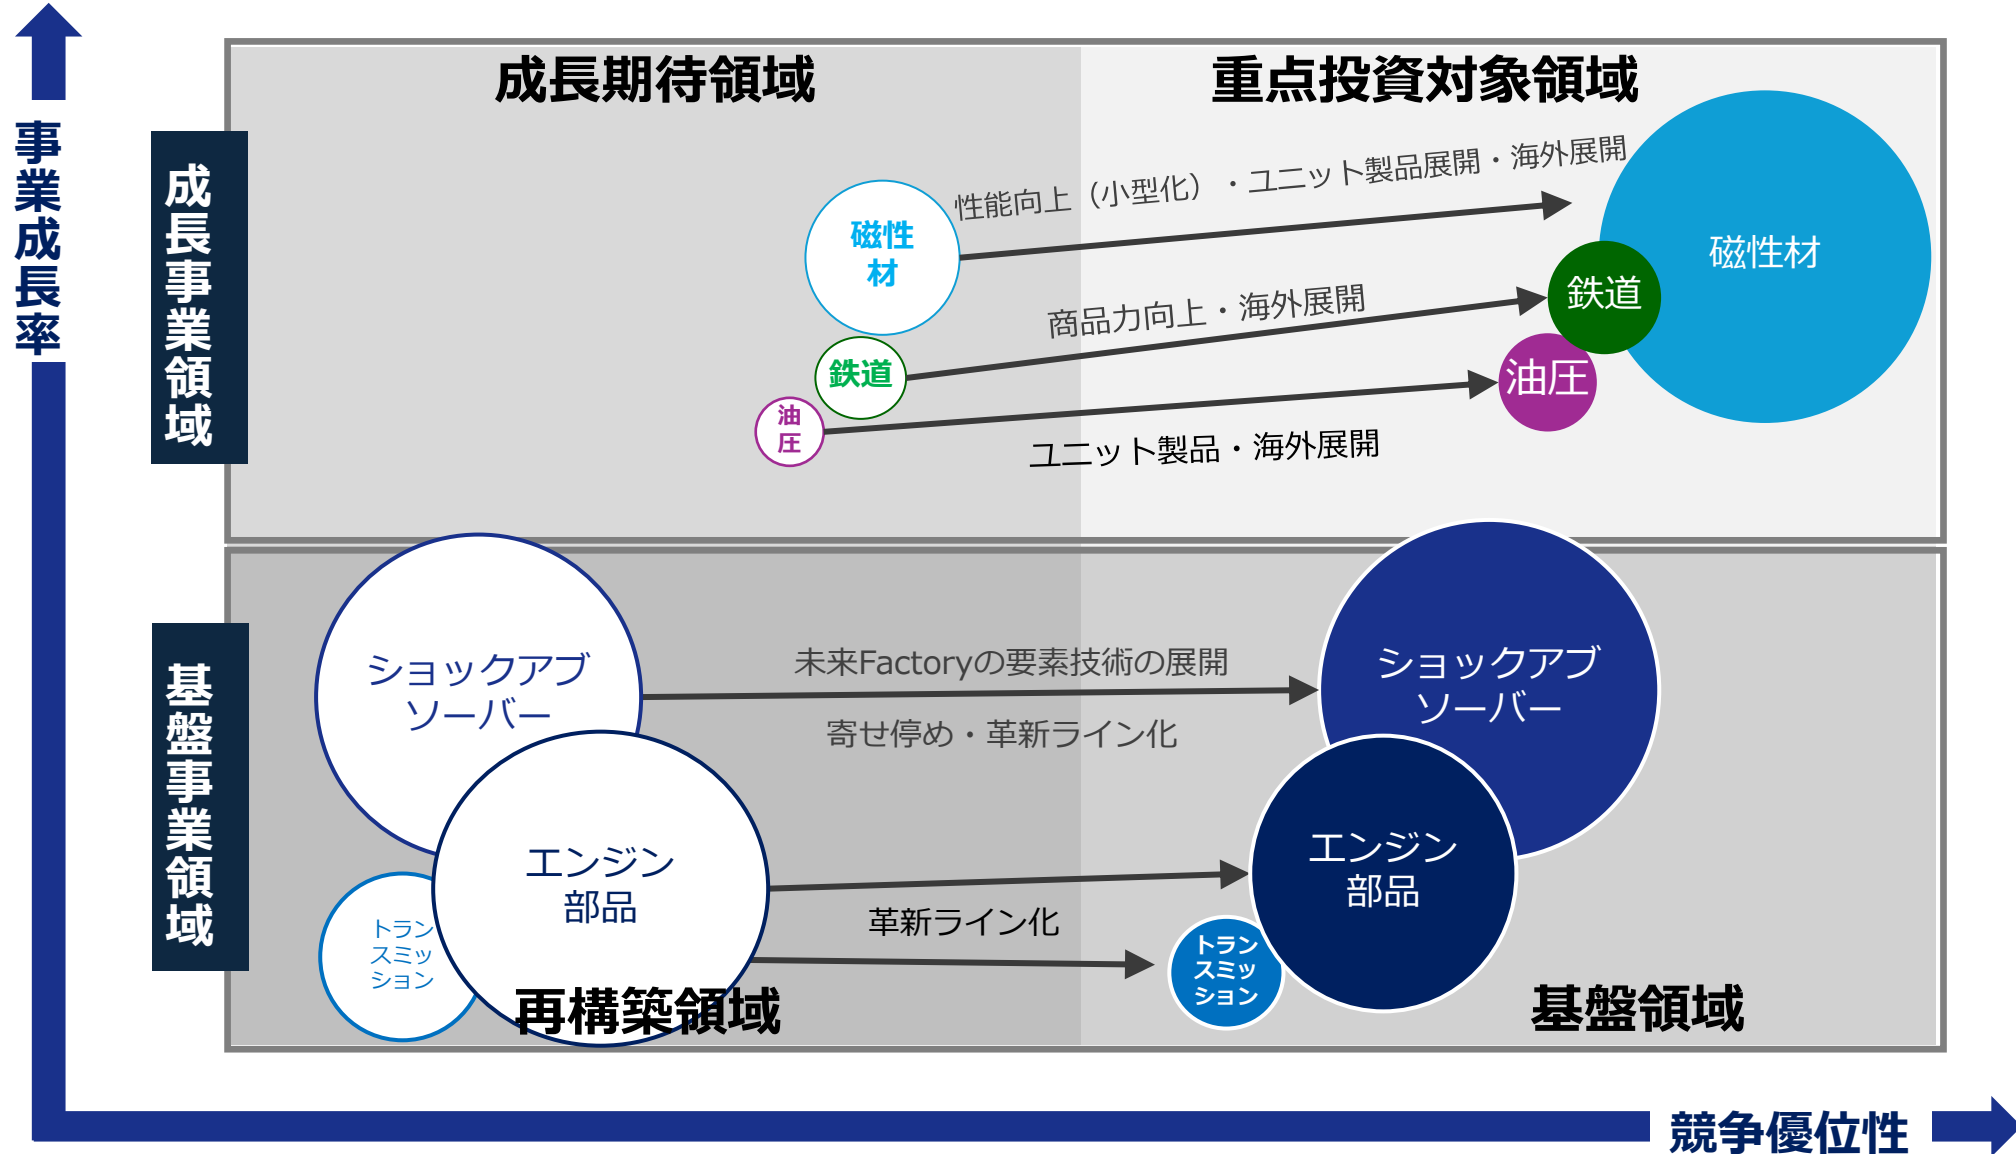 事業成長率
成長事業領域
成長期待領域
重点投資対象領域
性能向上（小型化）・ユニット製品展開・海外展開
磁性
材
磁性材
商品力向上・海外展開
鉄道
鉄道
油
圧
油圧
ユニット製品・海外展開
基盤事業領域
ショックアブ
ソーバー
未来Factoryの要素技術の展開
寄せ停め・革新ライン化
ショックアブ
ソーバー
エンジン
部品
エンジン
部品
革新ライン化
トラン
スミッ
ション
トラン
スミッ
ション
再構築領域
基盤領域
競争優位性